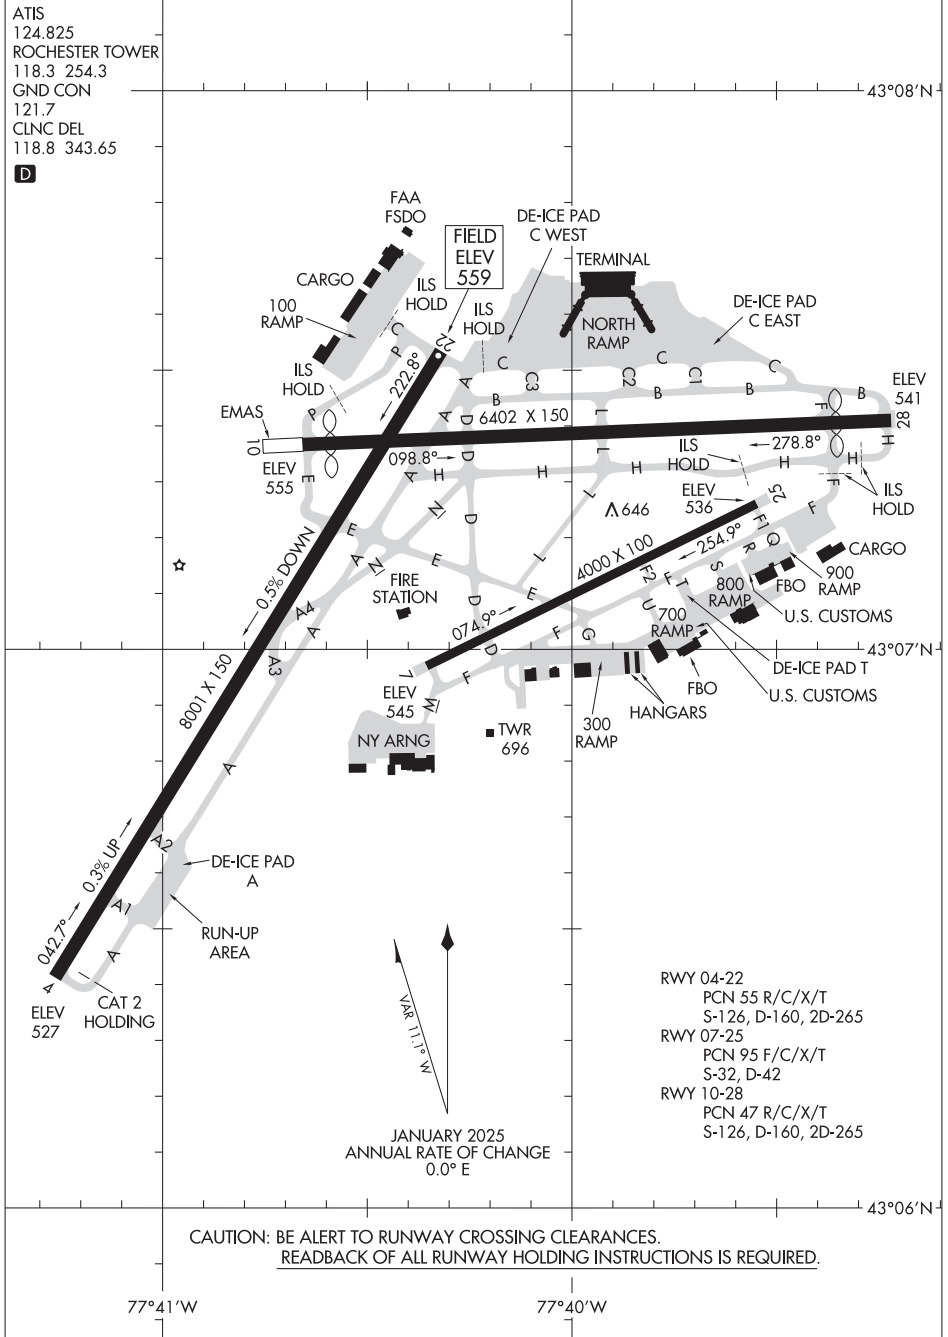 ATIS
124.825
ROCHESTER TOWER
118.3 254.3
GND CON
121.7
CLNC DEL
118.8 343.65
D
43°08'N
FAA
FSDO
FIELD
ELEV
559
DE-ICE PAD
C WEST
TERMINAL
CARGO
100
RAMP
ILS
HOLD
ILS
HOLD
NORTH
RAMP
DE-ICE PAD
C EAST
C
P
22
222.8°
ILS
HOLD
A
C
C3
C
C2
C1
C
B
B
B
B
F
ELEV
541
28
P
EMAS
10
ELEV
555
E
6402 X 150
A
D
D
L
L
098.8°
278.8°
H
H
H
H
H
H
H
ILS
HOLD
ILS
HOLD
F
F
A
N
D
L
646
ELEV
536
25
F1
Q
R
254.9°
4000 X 100
CARGO
E
A
N
E
L
E
F2
F
T
S
U
0.5% DOWN
FIRE
STATION
D
074.9°
F
G
D
F
A4
A
A3
800
RAMP
FBO
900
RAMP
U.S. CUSTOMS
700
RAMP
43°07'N
DE-ICE PAD T
U.S. CUSTOMS
FBO
HANGARS
300
RAMP
7
ELEV
545
W
NY ARNG
TWR
696
8001 X 150
A
A2
0.3% UP
DE-ICE PAD
A
A1
042.7°
RUN-UP
AREA
A
4
ELEV
527
CAT 2
HOLDING
VAR 11.1° W
JANUARY 2025
ANNUAL RATE OF CHANGE
0.0° E
RWY 04-22
PCN 55 R/C/X/T
S-126, D-160, 2D-265
RWY 07-25
PCN 95 F/C/X/T
S-32, D-42
RWY 10-28
PCN 47 R/C/X/T
S-126, D-160, 2D-265
43°06'N
CAUTION: BE ALERT TO RUNWAY CROSSING CLEARANCES.
READBACK OF ALL RUNWAY HOLDING INSTRUCTIONS IS REQUIRED.
77°41'W
77°40'W